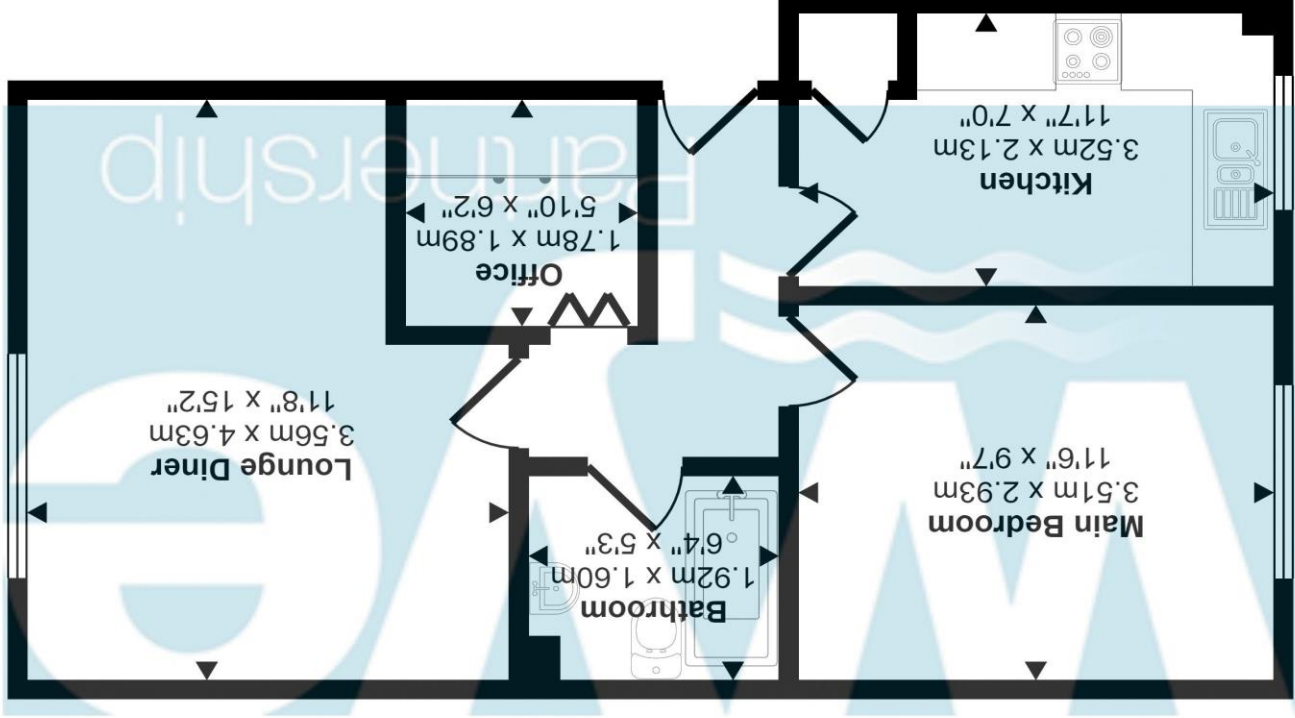 Main Bedroom
3.51m x 2.93m
11'6" x 9'7"
Bathroom
1.92m x 1.60m
6'4" x 5'3"
Lounge Diner
3.56m x 4.63m
11'8" x 15'2"
Kitchen
3.52m x 2.13m
11'7" x 7'0"
Office
1.78m x 1.89m
5'10" x 6'2"
wye
Partnership